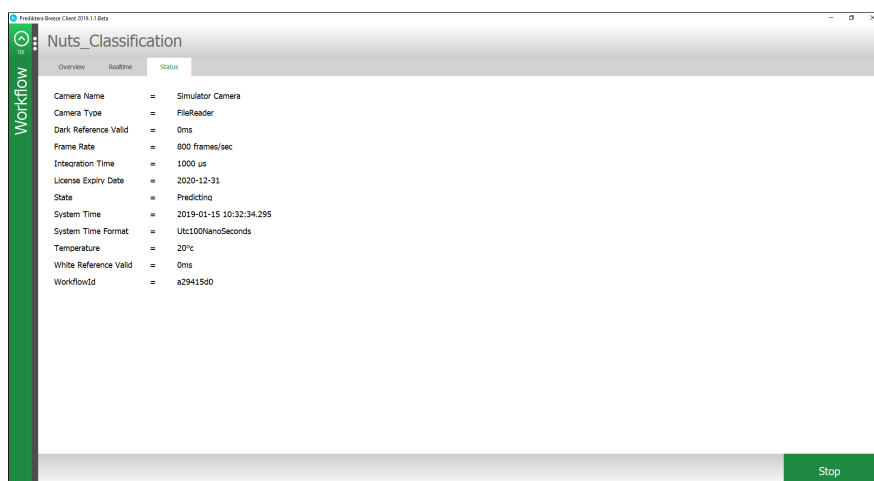 Prediktera Breeze Client 2019.1.1.Beta
Up
Nuts_Classification
Overview Realtime Status
Workflow
Camera Name = Simulator Camera
Camera Type = FileReader
Dark Reference Valid = 0ms
Frame Rate = 800 frames/sec
Integration Time = 1000 µs
License Expiry Date = 2020-12-31
State = Predicting
System Time = 2019-01-15 10:32:34.295
System Time Format = Utc100NanoSeconds
Temperature = 20°c
White Reference Valid = 0ms
WorkflowId = a29415d0
Stop